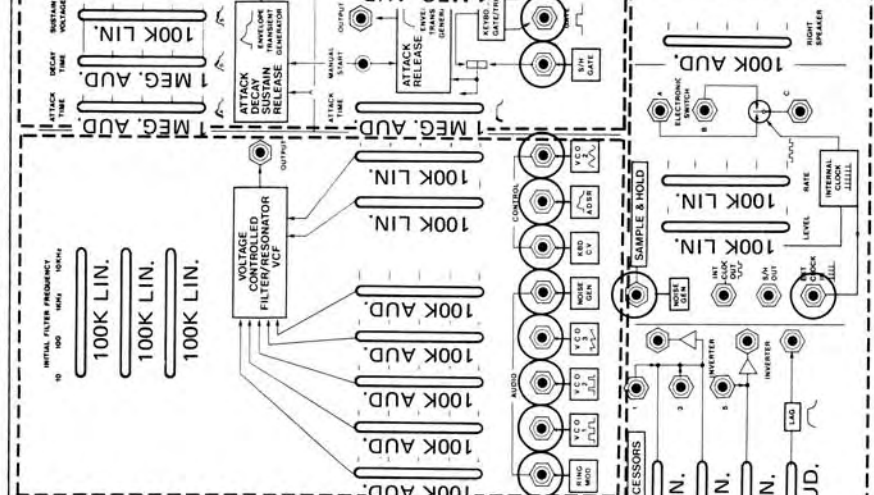 SUSTAIN
VOLTAGE
DECAY
TIME
ATTACK
TIME
100K LIN.
1 MEG. AUD.
1 MEG. AUD.
ENVELOPE
TRANSIENT
GENERATOR
ATTACK
DECAY
SUSTAIN
RELEASE
OUTPUT
MANUAL
START
ATTACK
TIME
ATTACK
RELEASE
1 MEG. AUD.
S/H
GATE
INITIAL FILTER FREQUENCY
10
100
1KHz
10KHz
100K LIN.
100K LIN.
100K LIN.
OUTPUT
VOLTAGE
CONTROLLED
FILTER/RESONATOR
VCF
100K LIN.
100K LIN.
100K AUD.
100K AUD.
100K AUD.
100K AUD.
100K AUD.
CONTROL
AUDIO
VCO
2
ADSR
KBD
CV
NOISE
GEN
VCO
3
VCO
2
VCO
1
RING
MOD
RIGHT
SPEAKER
100K AUD.
A
ELECTRONIC
SWITCH
B
C
SAMPLE & HOLD
RATE
LEVEL
100K LIN.
100K LIN.
INTERNAL
CLOCK
NOISE
GEN
INT
CLOCK
OUT
S/H
OUT
INVERTER
INVERTER
1
3
5
LAG